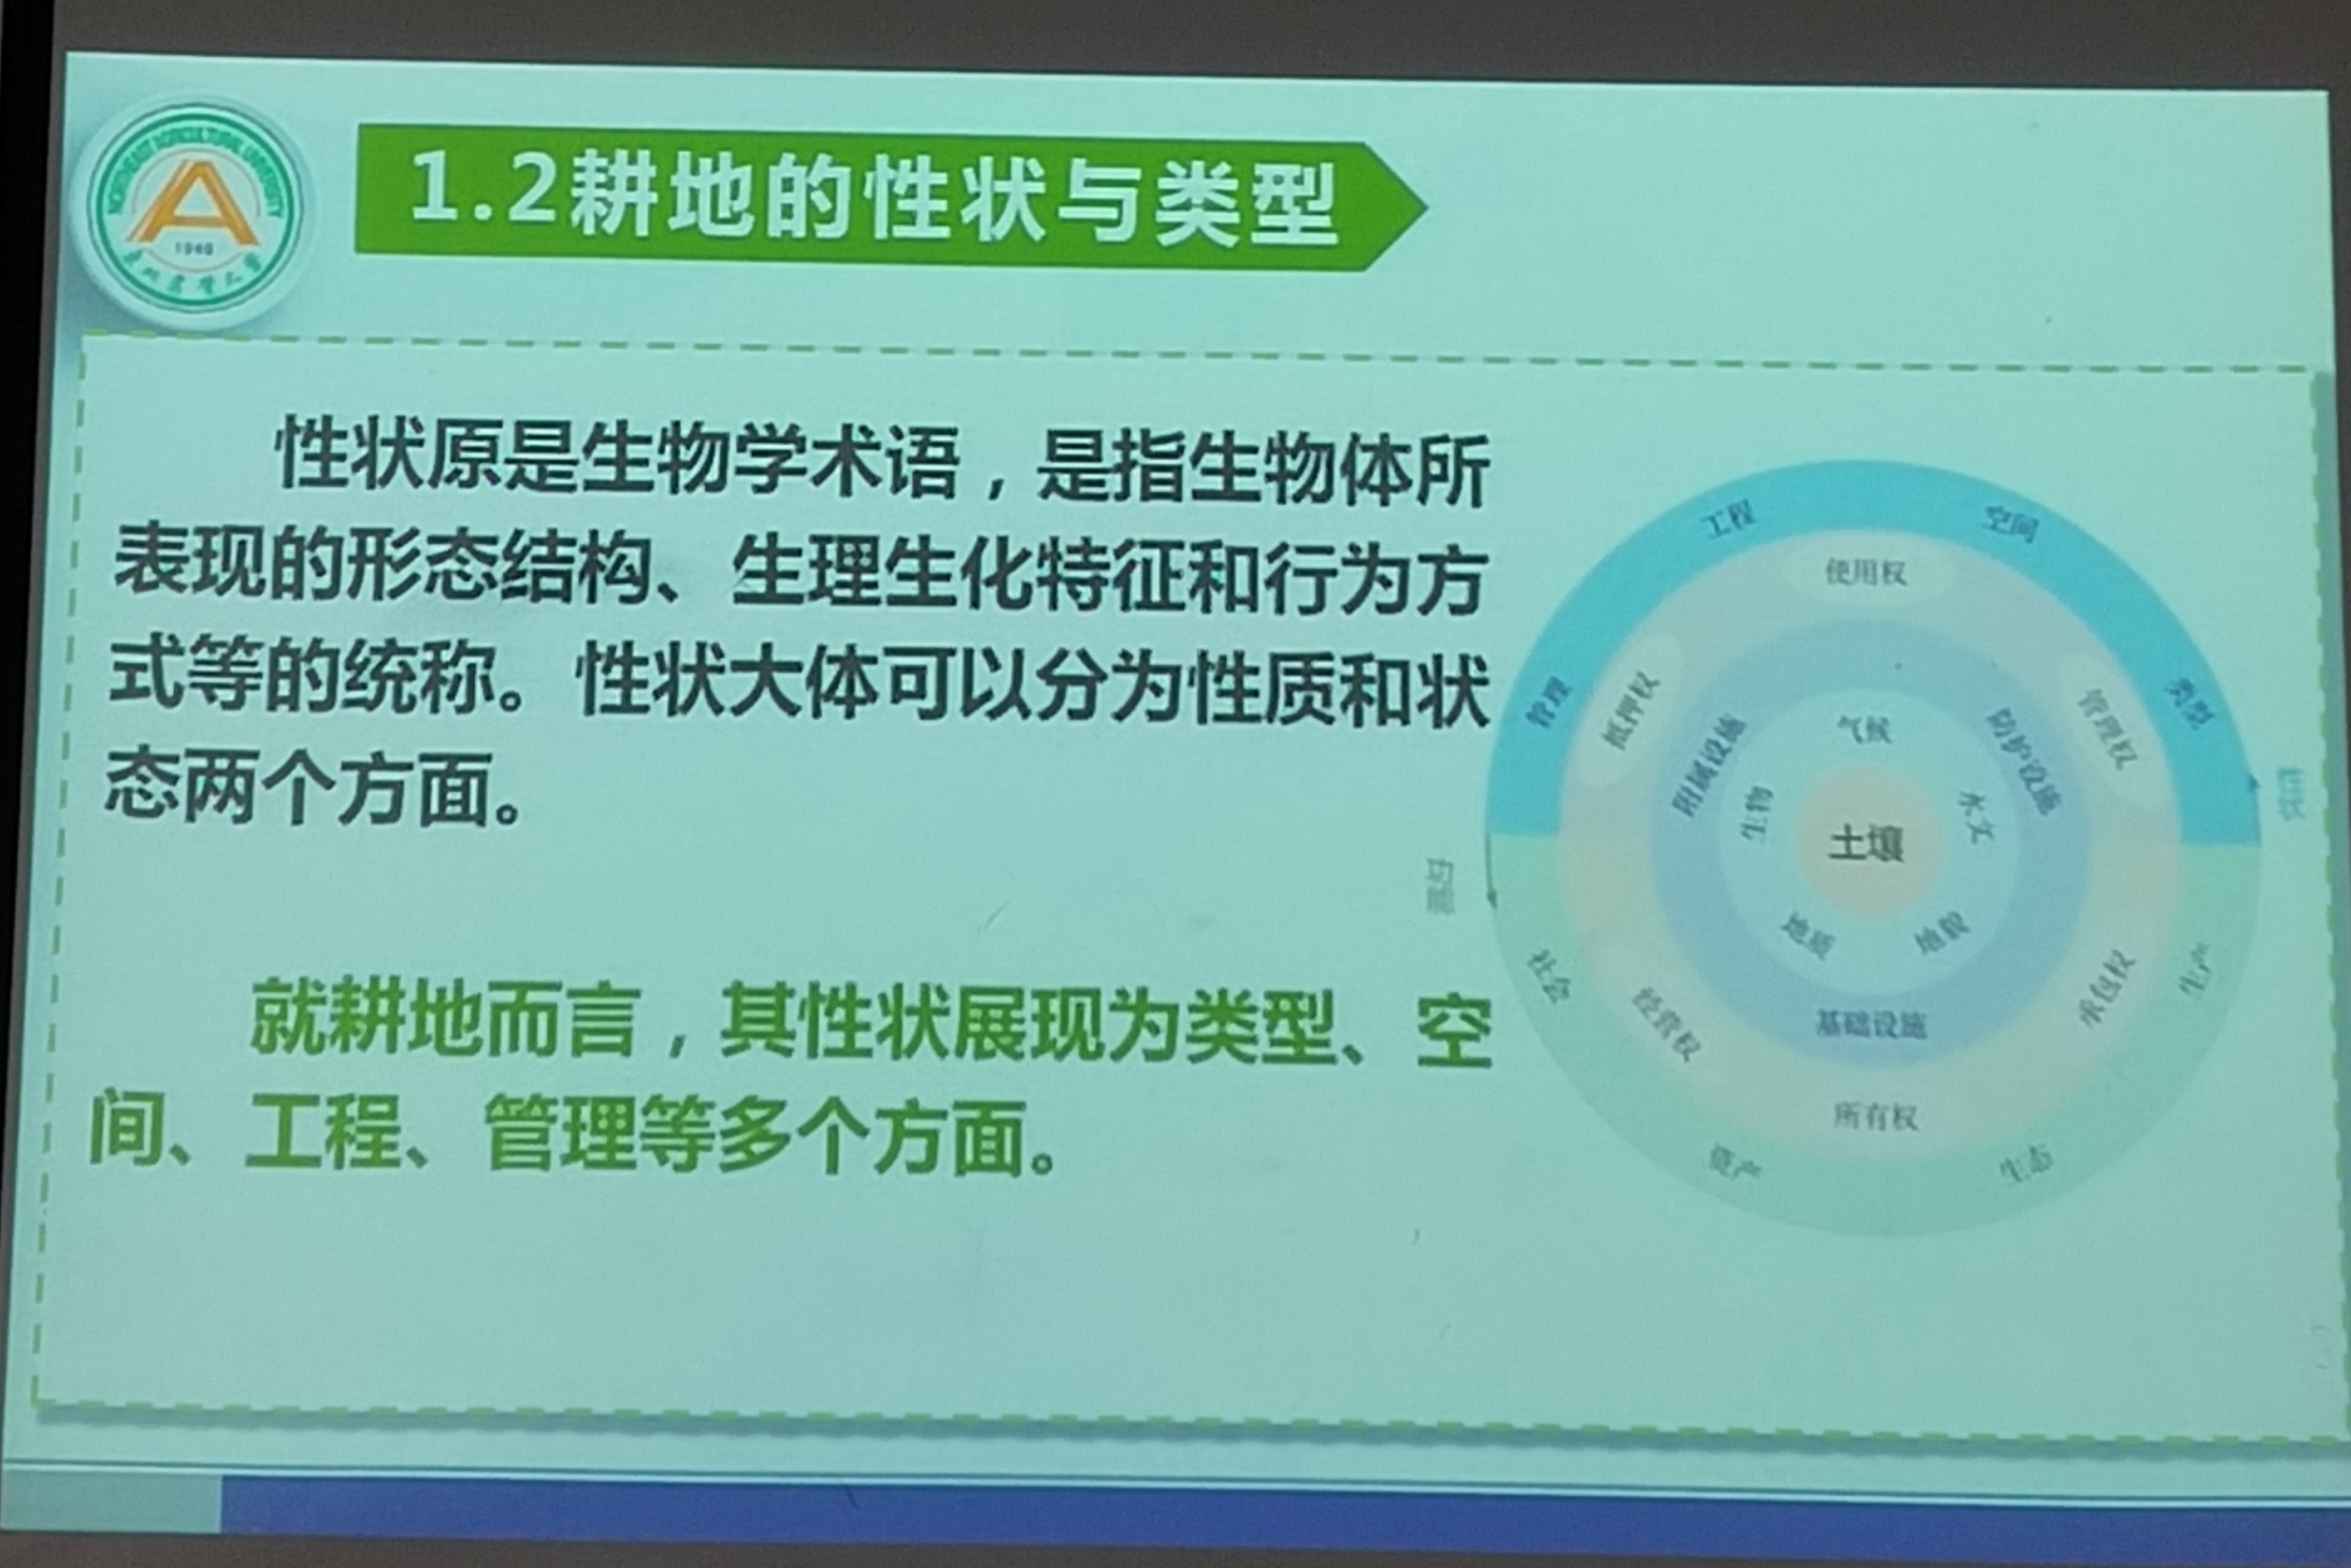 NORTHEAST AGRICULTURAL UNIVERSITY
1948
东北农业大学
1.2耕地的性状与类型
性状原是生物学术语，是指生物体所
表现的形态结构、生理生化特征和行为方
式等的统称。性状大体可以分为性质和状
态两个方面。
就耕地而言，其性状展现为类型、空
间、工程、管理等多个方面。
工程
空间
管理
类型
使用权
抵押权
管理权
附属设施
防护设施
气候
生物
水文
土壤
地质
地貌
基础设施
经营权
承包权
所有权
社会
生产
资产
生态
性状
功能